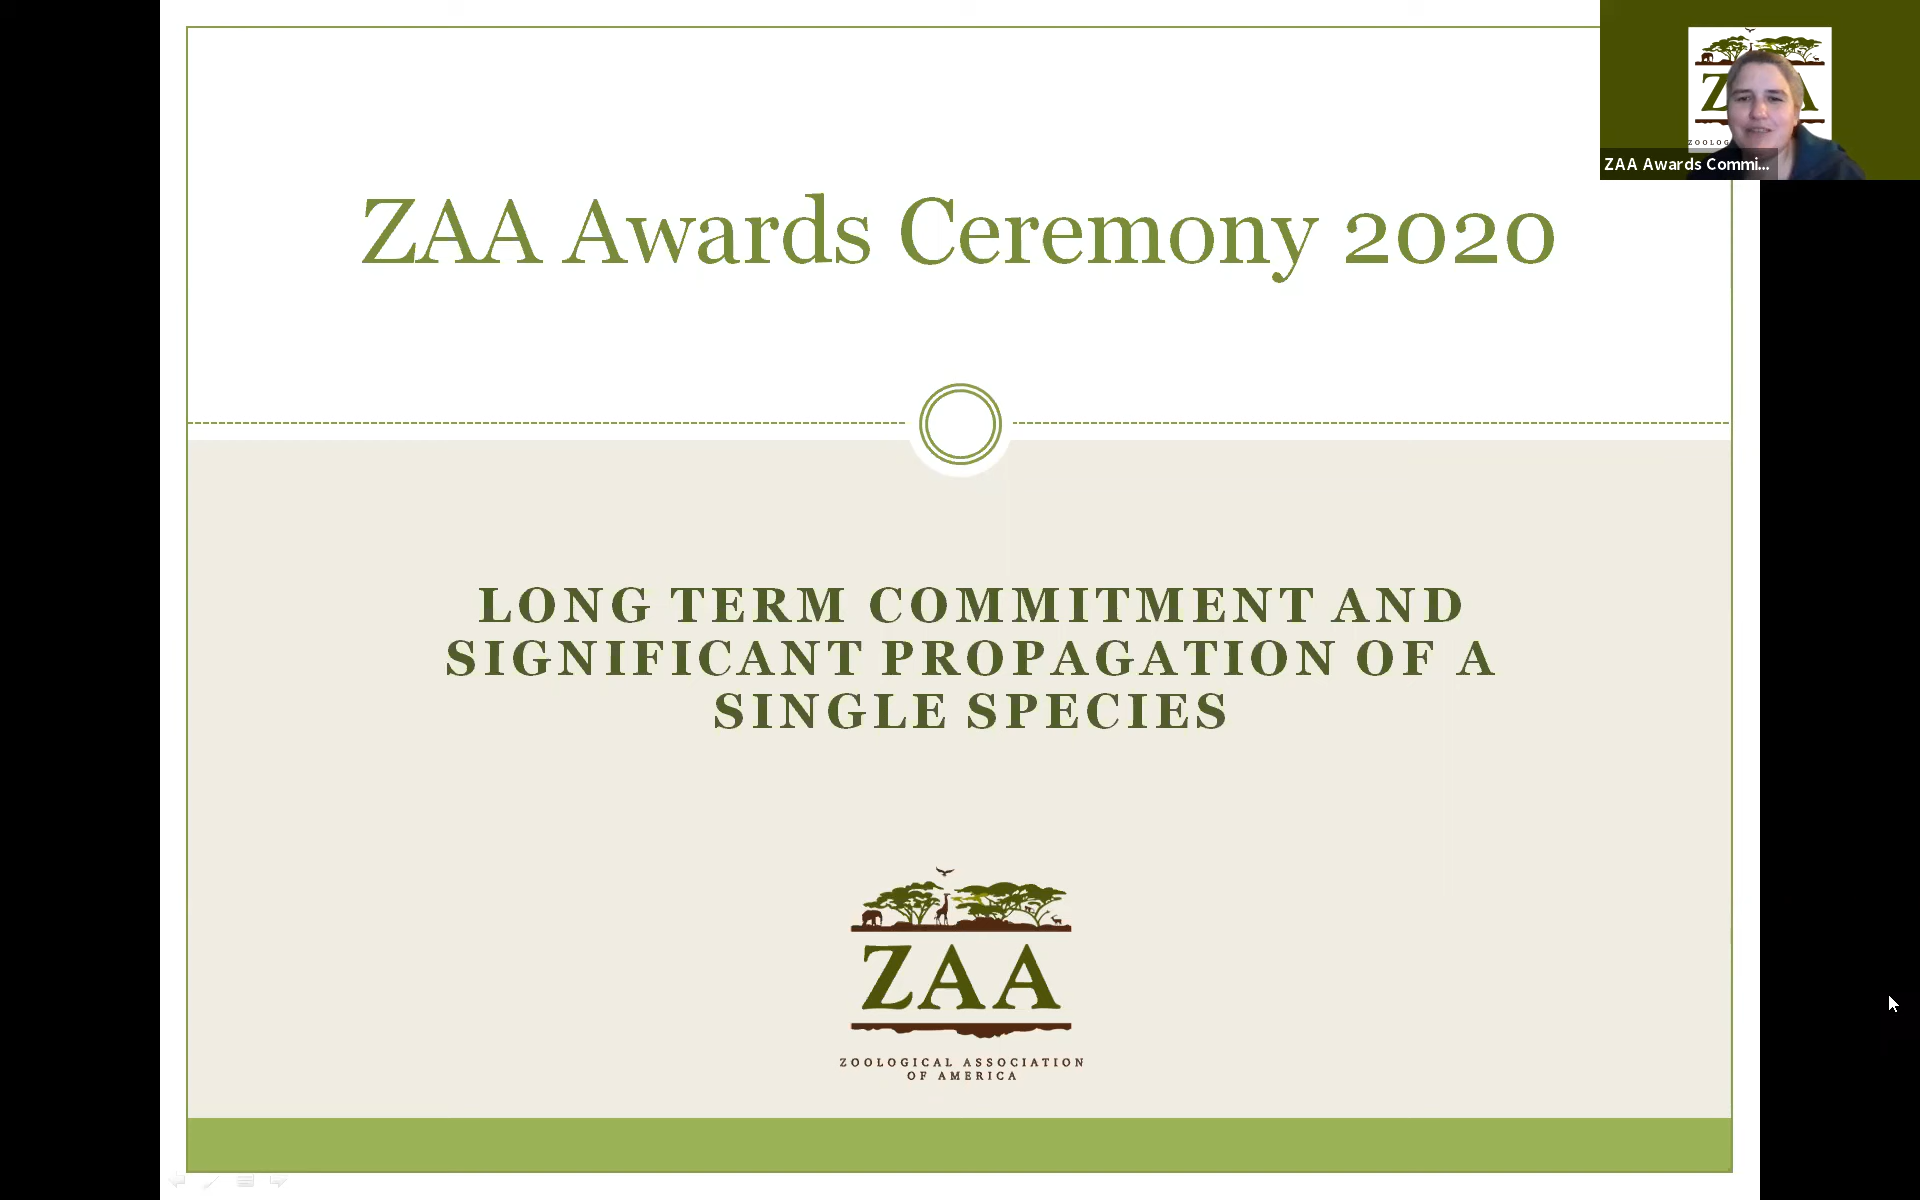 ZAA Awards Ceremony 2020
ZAA Awards Commi...
LONG TERM COMMITMENT AND
SIGNIFICANT PROPAGATION OF A
SINGLE SPECIES
ZAA
ZOOLOGICAL ASSOCIATION
OF AMERICA